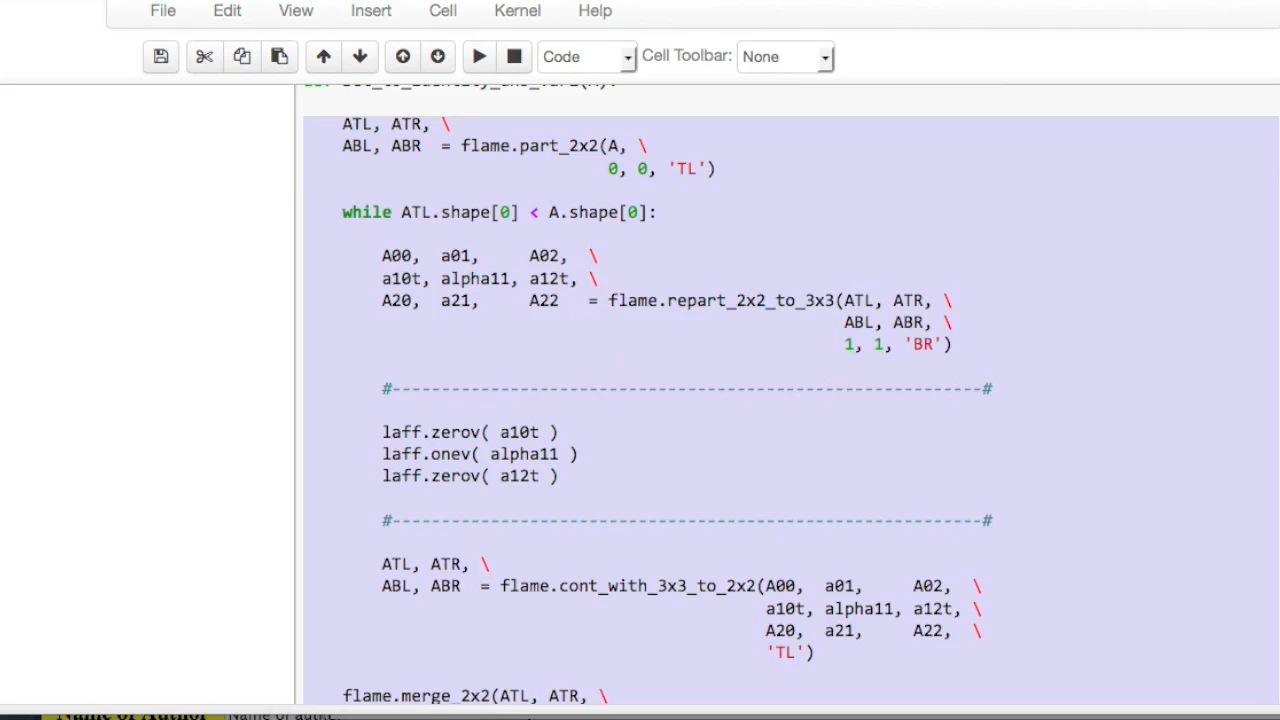 File Edit View Insert Cell Kernel Help
Code Cell Toolbar: None
ATL, ATR, \
ABL, ABR = flame.part_2x2(A, \
0, 0, 'TL')
while ATL.shape[0] < A.shape[0]:
A00, a01, A02, \
a10t, alpha11, a12t, \
A20, a21, A22 = flame.repart_2x2_to_3x3(ATL, ATR, \
ABL, ABR, \
1, 1, 'BR')
#------------------------------------------------------------#
laff.zerov( a10t )
laff.onev( alpha11 )
laff.zerov( a12t )
#------------------------------------------------------------#
ATL, ATR, \
ABL, ABR = flame.cont_with_3x3_to_2x2(A00, a01, A02, \
a10t, alpha11, a12t, \
A20, a21, A22, \
'TL')
flame.merge_2x2(ATL, ATR, \
Name of Author